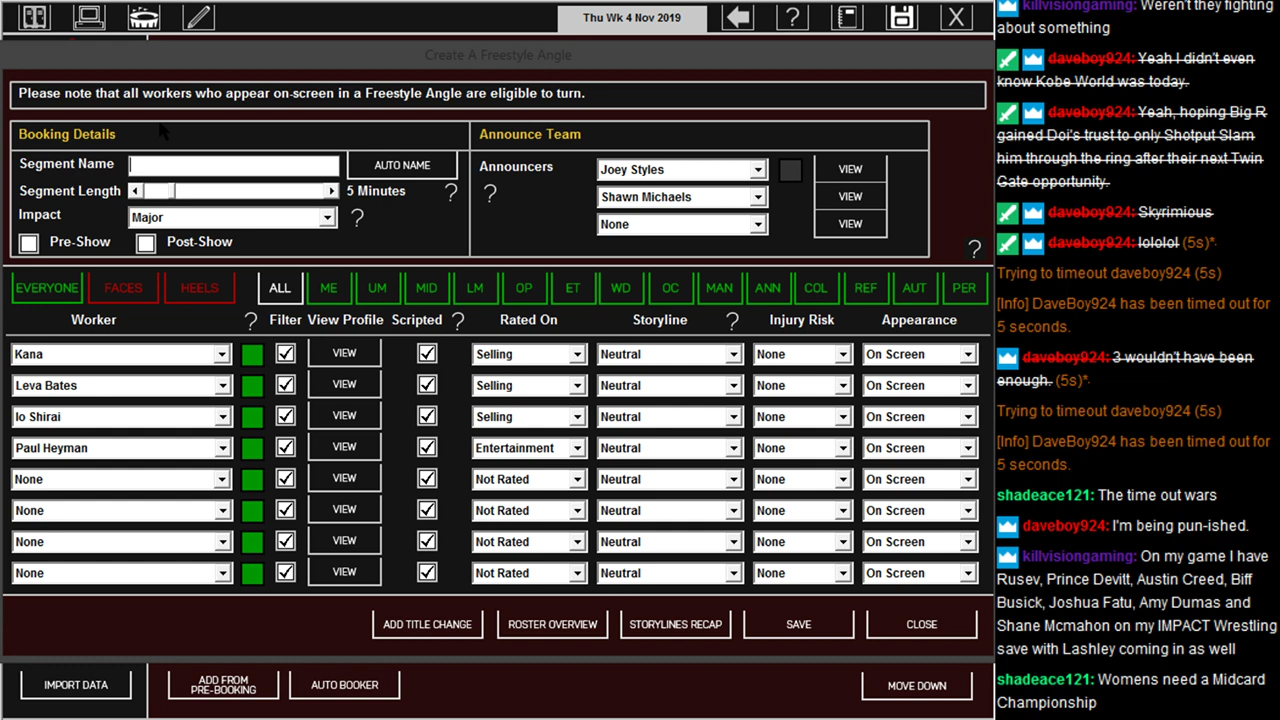 Thu Wk 4 Nov 2019
?
X
Create A Freestyle Angle
Please note that all workers who appear on-screen in a Freestyle Angle are eligible to turn.
Booking Details
Segment Name
AUTO NAME
Segment Length
5 Minutes
?
Impact
Major
?
Pre-Show
Post-Show
Announce Team
Announcers
?
Joey Styles
VIEW
Shawn Michaels
VIEW
None
VIEW
?
EVERYONE FACES HEELS ALL ME UM MID LM OP ET WD OC MAN ANN COL REF AUT PER
Worker ? Filter View Profile Scripted ? Rated On Storyline ? Injury Risk Appearance
Kana VIEW Selling Neutral None On Screen
Leva Bates VIEW Selling Neutral None On Screen
Io Shirai VIEW Selling Neutral None On Screen
Paul Heyman VIEW Entertainment Neutral None On Screen
None VIEW Not Rated Neutral None On Screen
None VIEW Not Rated Neutral None On Screen
None VIEW Not Rated Neutral None On Screen
None VIEW Not Rated Neutral None On Screen
ADD TITLE CHANGE ROSTER OVERVIEW STORYLINES RECAP SAVE CLOSE
IMPORT DATA
ADD FROM
PRE-BOOKING
AUTO BOOKER
MOVE DOWN
killvisiongaming: Weren't they fighting
about something
daveboy924: Yeah I didn't even
know Kobe World was today.
daveboy924: Yeah, hoping Big R
gained Doi's trust to only Shotput Slam
him through the ring after their next Twin
Gate opportunity.
daveboy924: Skyrimious
daveboy924: lololol (5s)*
Trying to timeout daveboy924 (5s)
[Info] DaveBoy924 has been timed out for
5 seconds.
daveboy924: 3 wouldn't have been
enough. (5s)*
Trying to timeout daveboy924 (5s)
[Info] DaveBoy924 has been timed out for
5 seconds.
shadeace121: The time out wars
daveboy924: I'm being pun-ished.
killvisiongaming: On my game I have
Rusev, Prince Devitt, Austin Creed, Biff
Busick, Joshua Fatu, Amy Dumas and
Shane Mcmahon on my IMPACT Wrestling
save with Lashley coming in as well
shadeace121: Womens need a Midcard
Championship